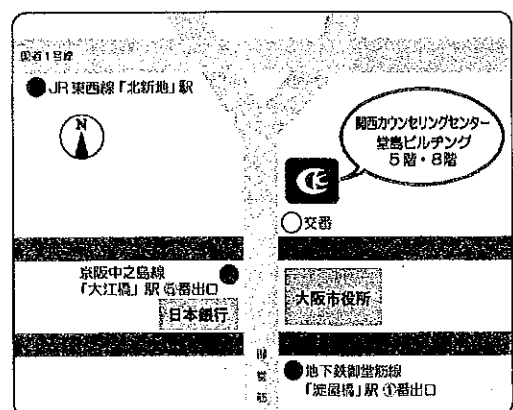 国道1号線
JR東西線「北新地」駅
N
関西カウンセリングセンター
堂島ビルヂング
5階・8階
交番
京阪中之島線
「大江橋」駅⑥番出口
日本銀行
大阪市役所
御堂筋
地下鉄御堂筋線
「淀屋橋」駅①番出口